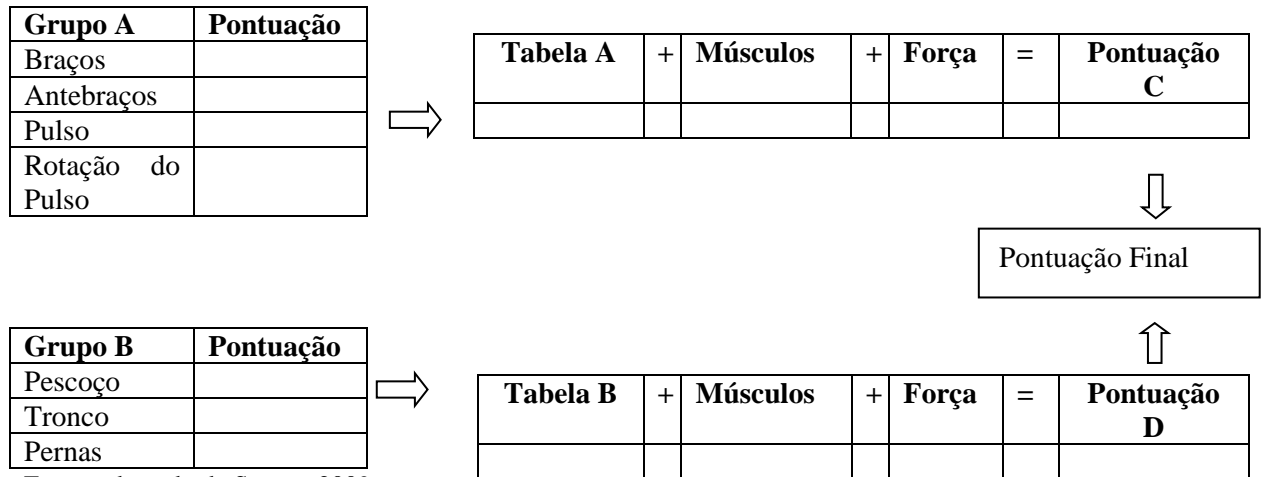 Grupo A Pontuação
Braços
Antebraços
Pulso
Rotação do
Pulso
Tabela A + Músculos + Força = Pontuação
C
Pontuação Final
Grupo B Pontuação
Pescoço
Tronco
Pernas
Tabela B + Músculos + Força = Pontuação
D